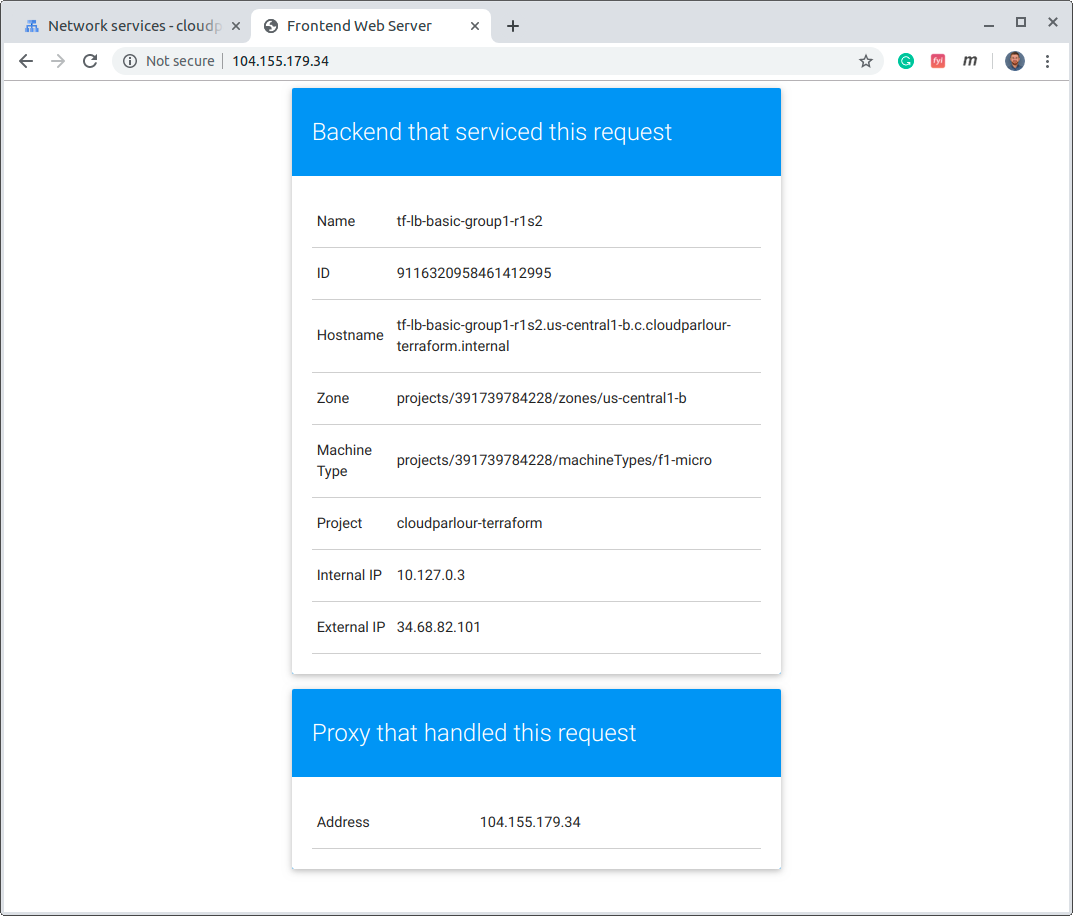 Network services - cloudp
Frontend Web Server
Not secure
104.155.179.34
fyi
m
Backend that serviced this request
Name tf-lb-basic-group1-r1s2
ID 9116320958461412995
Hostname tf-lb-basic-group1-r1s2.us-central1-b.c.cloudparlour-
terraform.internal
Zone projects/391739784228/zones/us-central1-b
Machine
Type projects/391739784228/machineTypes/f1-micro
Project cloudparlour-terraform
Internal IP 10.127.0.3
External IP 34.68.82.101
Proxy that handled this request
Address 104.155.179.34